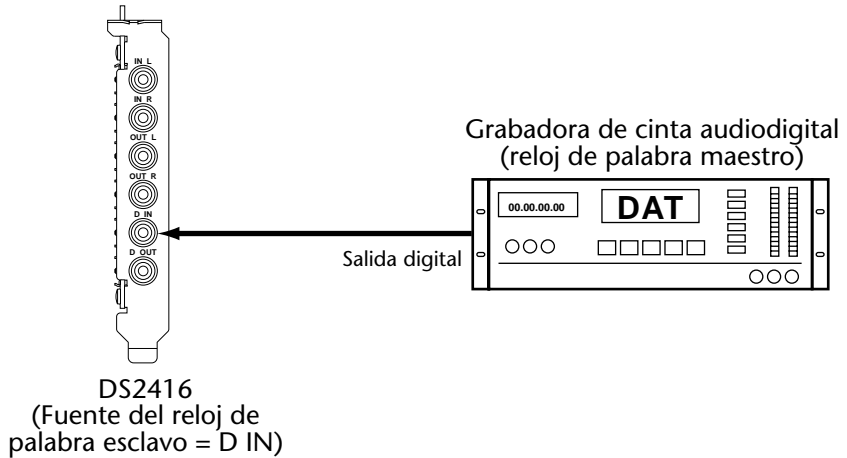 IN L
IN R
OUT L
OUT R
D IN
D OUT
Grabadora de cinta audiodigital
(reloj de palabra maestro)
00.00.00.00
DAT
Salida digital
DS2416
(Fuente del reloj de
palabra esclavo = D IN)